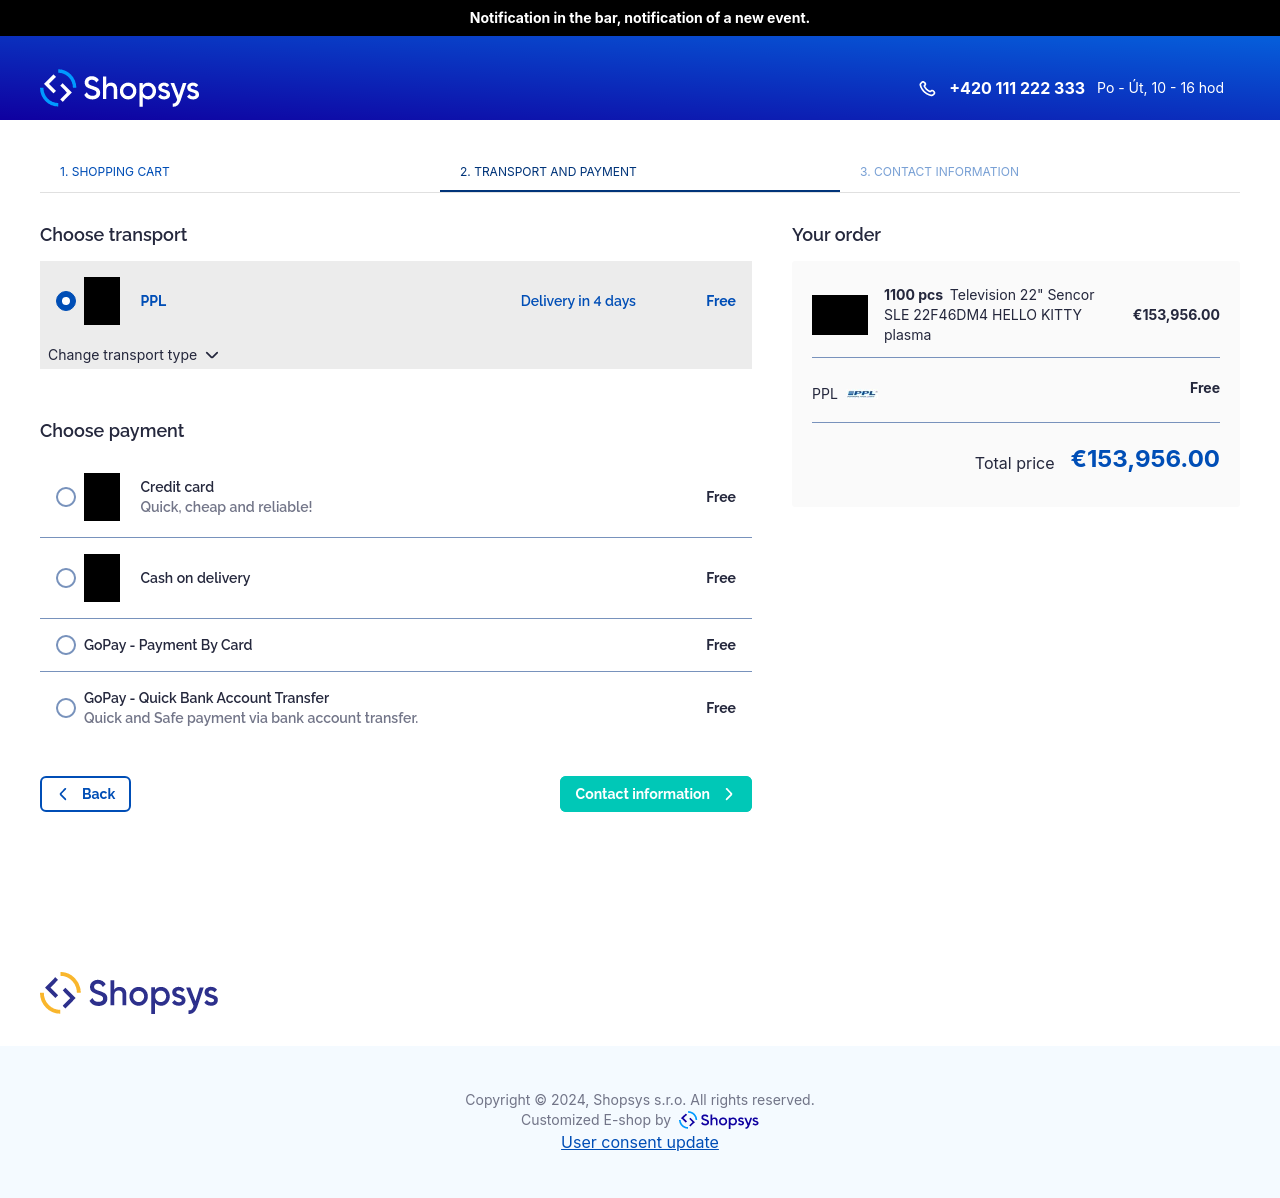 Notification in the bar, notification of a new event.
Shopsys
+420 111 222 333 Po - Út, 10 - 16 hod
1. SHOPPING CART
2. TRANSPORT AND PAYMENT
3. CONTACT INFORMATION
Choose transport
PPL Delivery in 4 days Free
Change transport type
Choose payment
Credit card
Quick, cheap and reliable!
Free
Cash on delivery Free
GoPay - Payment By Card Free
GoPay - Quick Bank Account Transfer
Quick and Safe payment via bank account transfer.
Free
Back
Contact information
Your order
1100 pcs Television 22" Sencor
SLE 22F46DM4 HELLO KITTY
plasma
€153,956.00
PPL PPL Free
Total price €153,956.00
Shopsys
Copyright © 2024, Shopsys s.r.o. All rights reserved.
Customized E-shop by Shopsys
User consent update